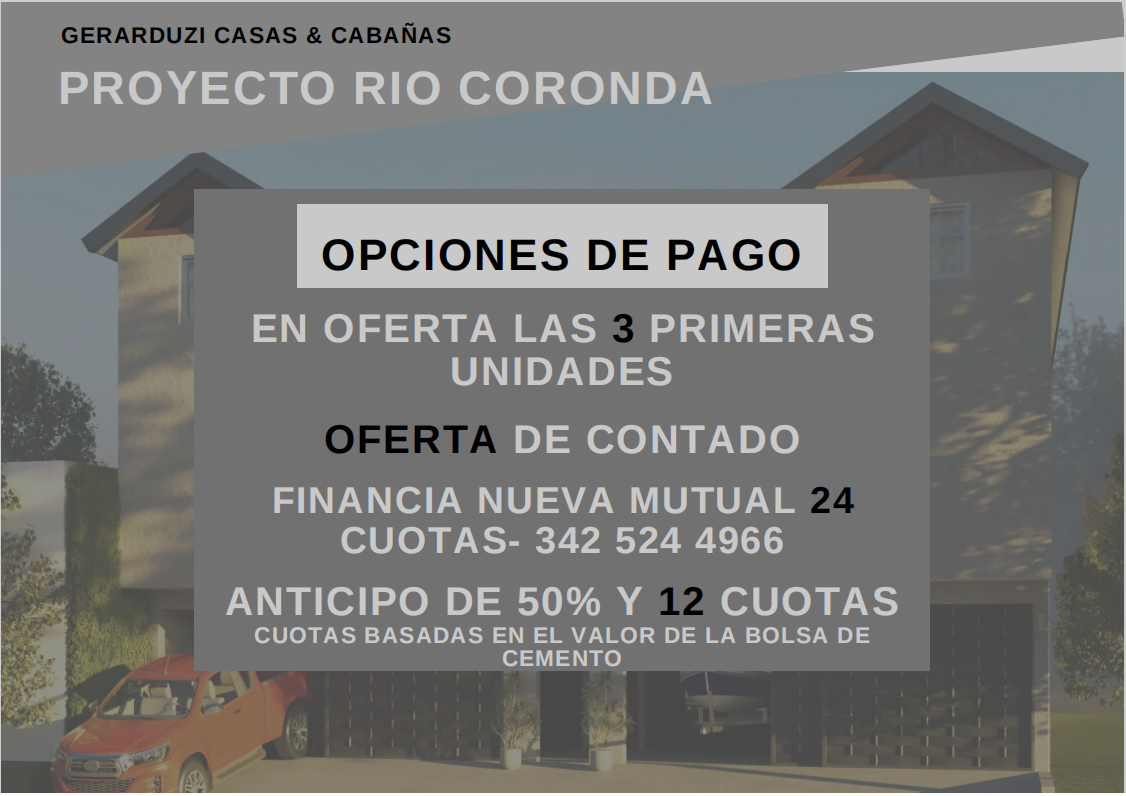 GERARDUZI CASAS & CABAÑAS
PROYECTO RIO CORONDA
OPCIONES DE PAGO
EN OFERTA LAS 3 PRIMERAS
UNIDADES
OFERTA DE CONTADO
FINANCIA NUEVA MUTUAL 24
CUOTAS- 342 524 4966
ANTICIPO DE 50% Y 12 CUOTAS
CUOTAS BASADAS EN EL VALOR DE LA BOLSA DE
CEMENTO